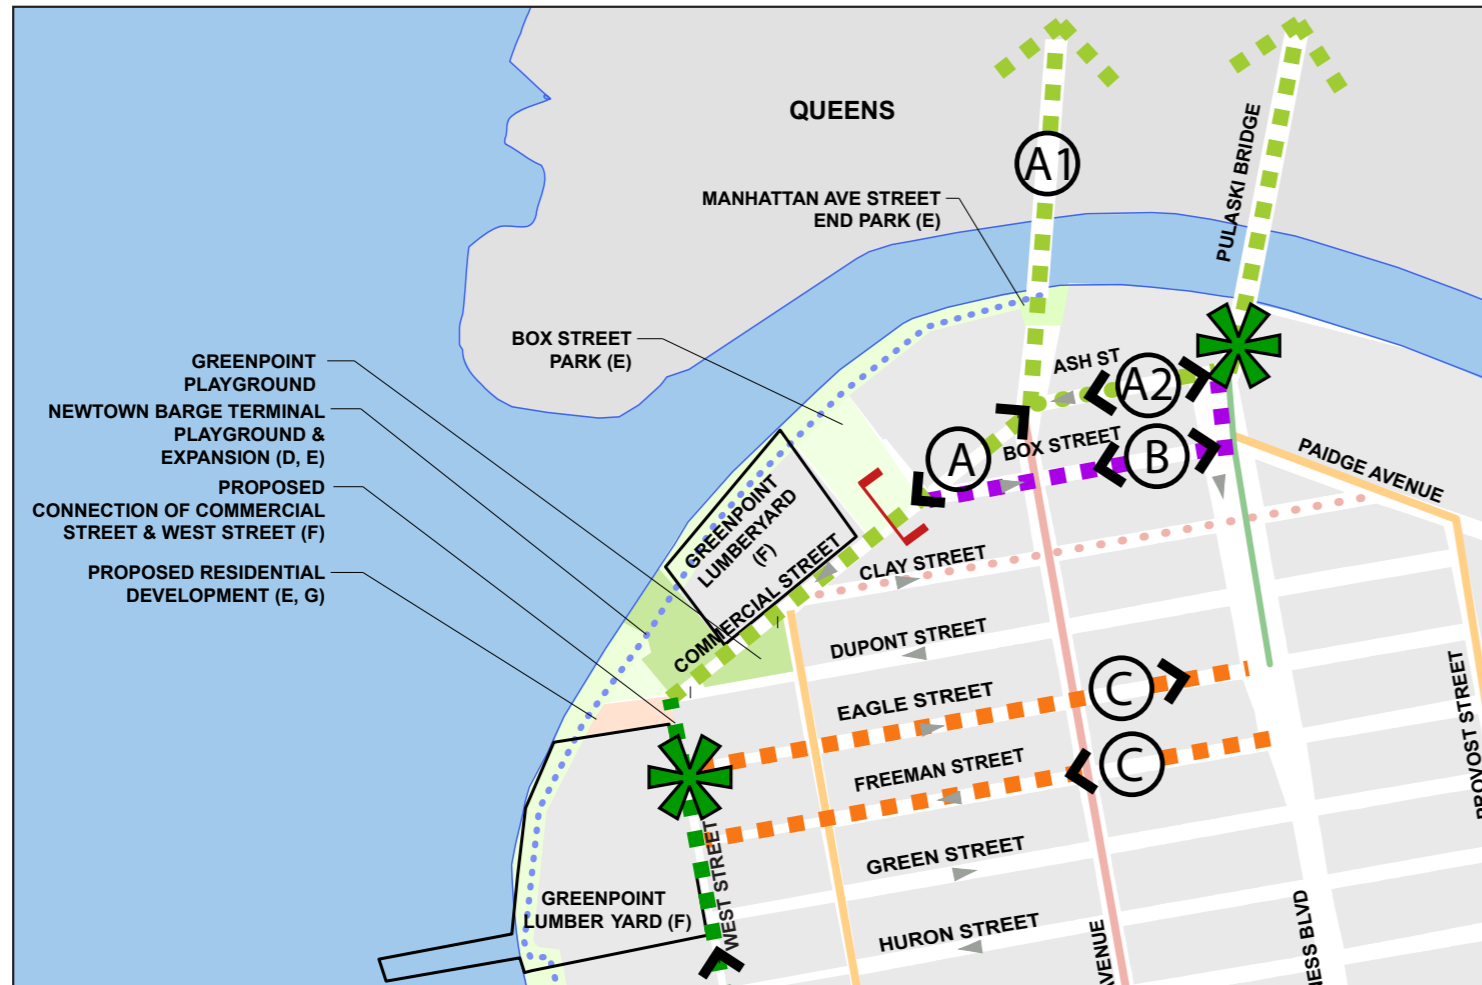 QUEENS
A1
PULASKI BRIDGE
MANHATTAN AVE STREET
END PARK (E)
BOX STREET
PARK (E)
GREENPOINT
PLAYGROUND
NEWTOWN BARGE TERMINAL
PLAYGROUND &
EXPANSION (D, E)
PROPOSED
CONNECTION OF COMMERCIAL
STREET & WEST STREET (F)
PROPOSED RESIDENTIAL
DEVELOPMENT (E, G)
ASH ST
A2
A
BOX STREET
B
PAIDGE AVENUE
GREENPOINT
LUMBERYARD
(F)
COMMERCIAL STREET
CLAY STREET
DUPONT STREET
EAGLE STREET
C
FREEMAN STREET
C
PROVOST STREET
GREEN STREET
GREENPOINT
LUMBER YARD (F)
WEST STREET
HURON STREET
AVENUE
NESS BLVD